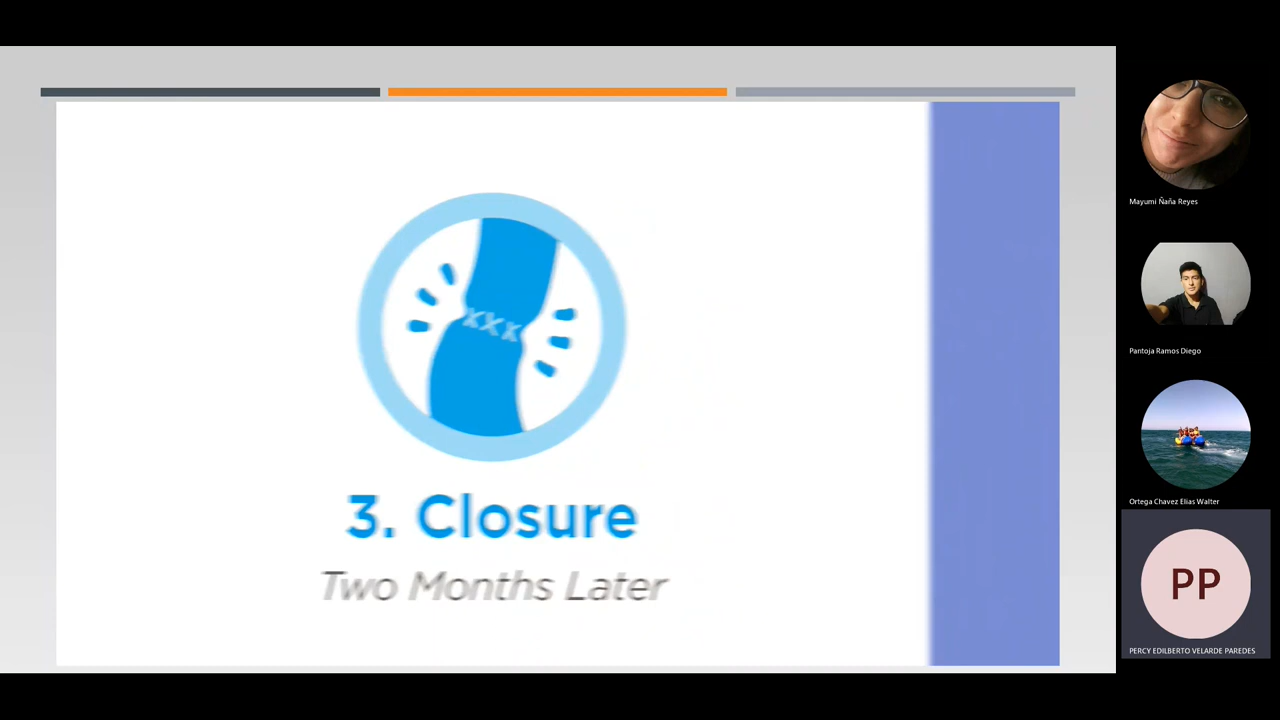 3. Closure
Two Months Later
Mayumi Ñaña Reyes
Pantoja Ramos Diego
Ortega Chavez Elias Walter
PP
PERCY EDILBERTO VELARDE PAREDES